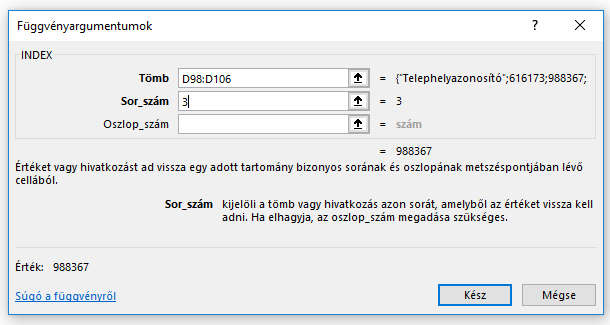 Függvényargumentumok
? ×
INDEX
Tömb D98:D106 = {"Telephelyazonosító";616173;988367;
Sor_szám 3 = 3
Oszlop_szám = szám
= 988367
Értéket vagy hivatkozást ad vissza egy adott tartomány bizonyos sorának és oszlopának metszéspontjában lévő
cellából.
Sor_szám kijelöli a tömb vagy hivatkozás azon sorát, amelyből az értéket vissza kell
adni. Ha elhagyja, az oszlop_szám megadása szükséges.
Érték: 988367
Súgó a függvényről
Kész Mégse